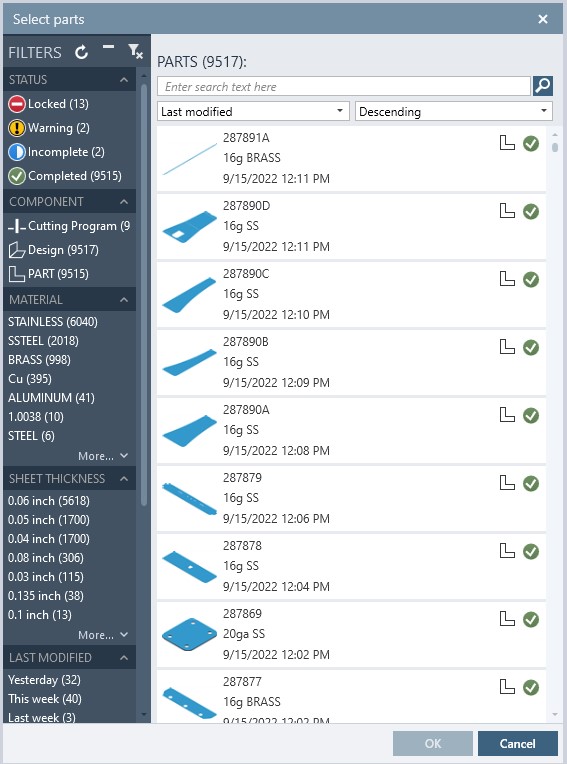 Select parts
FILTERS
STATUS
Locked (13)
Warning (2)
Incomplete (2)
Completed (9515)
COMPONENT
Cutting Program (9
Design (9517)
PART (9515)
MATERIAL
STAINLESS (6040)
SSTEEL (2018)
BRASS (998)
Cu (395)
ALUMINUM (41)
1.0038 (10)
STEEL (6)
More...
SHEET THICKNESS
0.06 inch (5618)
0.05 inch (1700)
0.04 inch (1700)
0.08 inch (306)
0.03 inch (115)
0.135 inch (38)
0.1 inch (13)
More...
LAST MODIFIED
Yesterday (32)
This week (40)
Last week (3)
PARTS (9517):
Enter search text here
Last modified
Descending
287891A
16g BRASS
9/15/2022 12:11 PM
287890D
16g SS
9/15/2022 12:11 PM
287890C
16g SS
9/15/2022 12:10 PM
287890B
16g SS
9/15/2022 12:09 PM
287890A
16g SS
9/15/2022 12:08 PM
287879
16g SS
9/15/2022 12:06 PM
287878
16g SS
9/15/2022 12:04 PM
287869
20ga SS
9/15/2022 12:02 PM
287877
16g BRASS
9/15/2022 12:02 PM
OK
Cancel